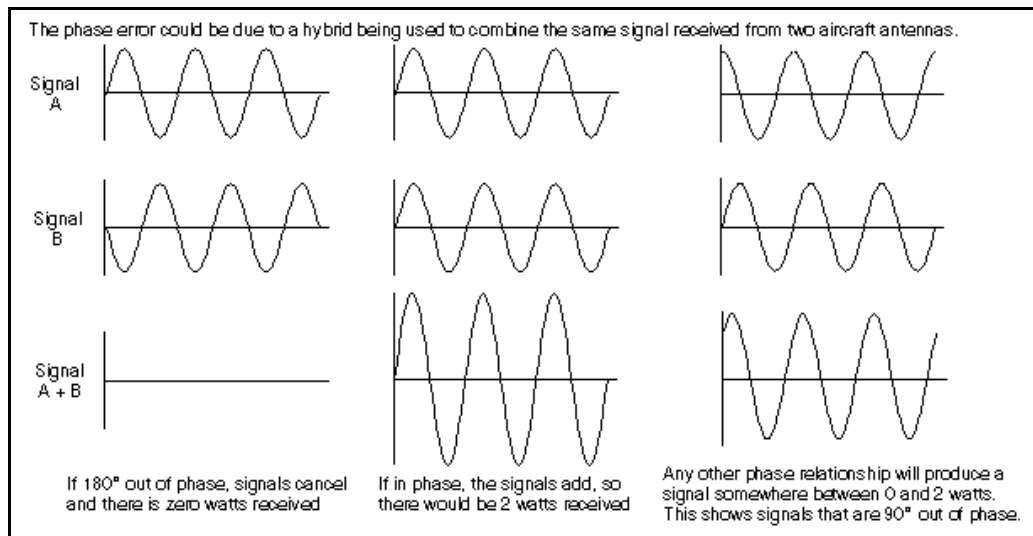 The phase error could be due to a hybrid being used to combine the same signal received from two aircraft antennas.
Signal
A
Signal
B
Signal
A + B
If 180° out of phase, signals cancel
and there is zero watts received
If in phase, the signals add, so
there would be 2 watts received
Any other phase relationship will produce a
signal somewhere between 0 and 2 watts.
This shows signals that are 90° out of phase.